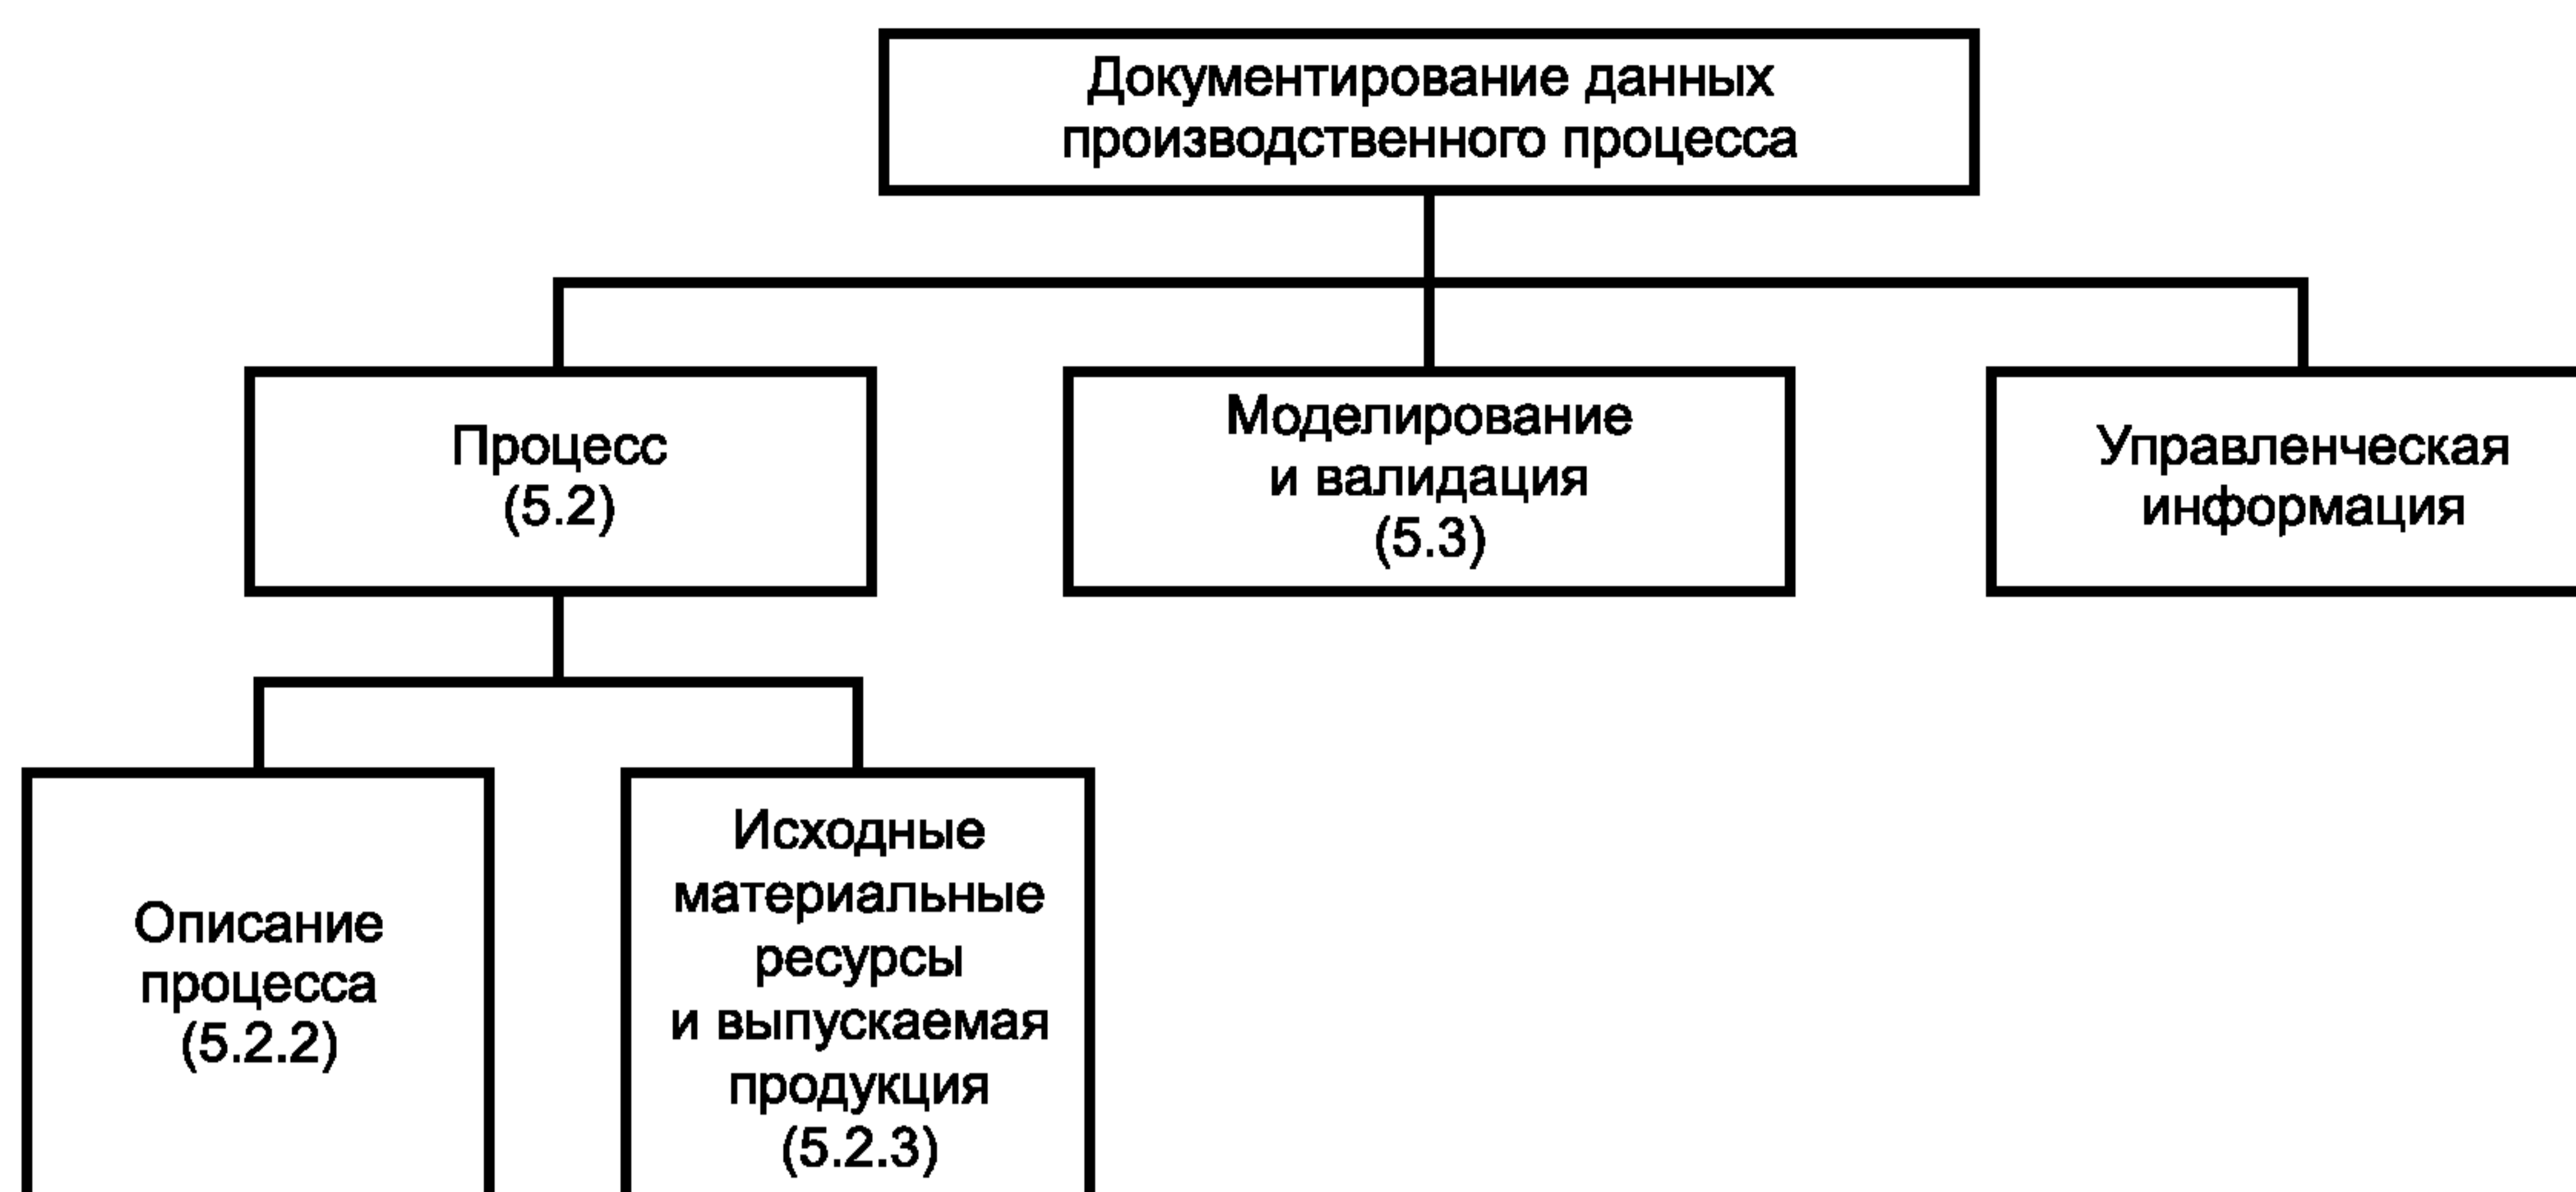 Документирование данных
производственного процесса
Процесс
(5.2)
Моделирование
и валидация
(5.3)
Управленческая
информация
Описание
процесса
(5.2.2)
Исходные
материальные
ресурсы
и выпускаемая
продукция
(5.2.3)